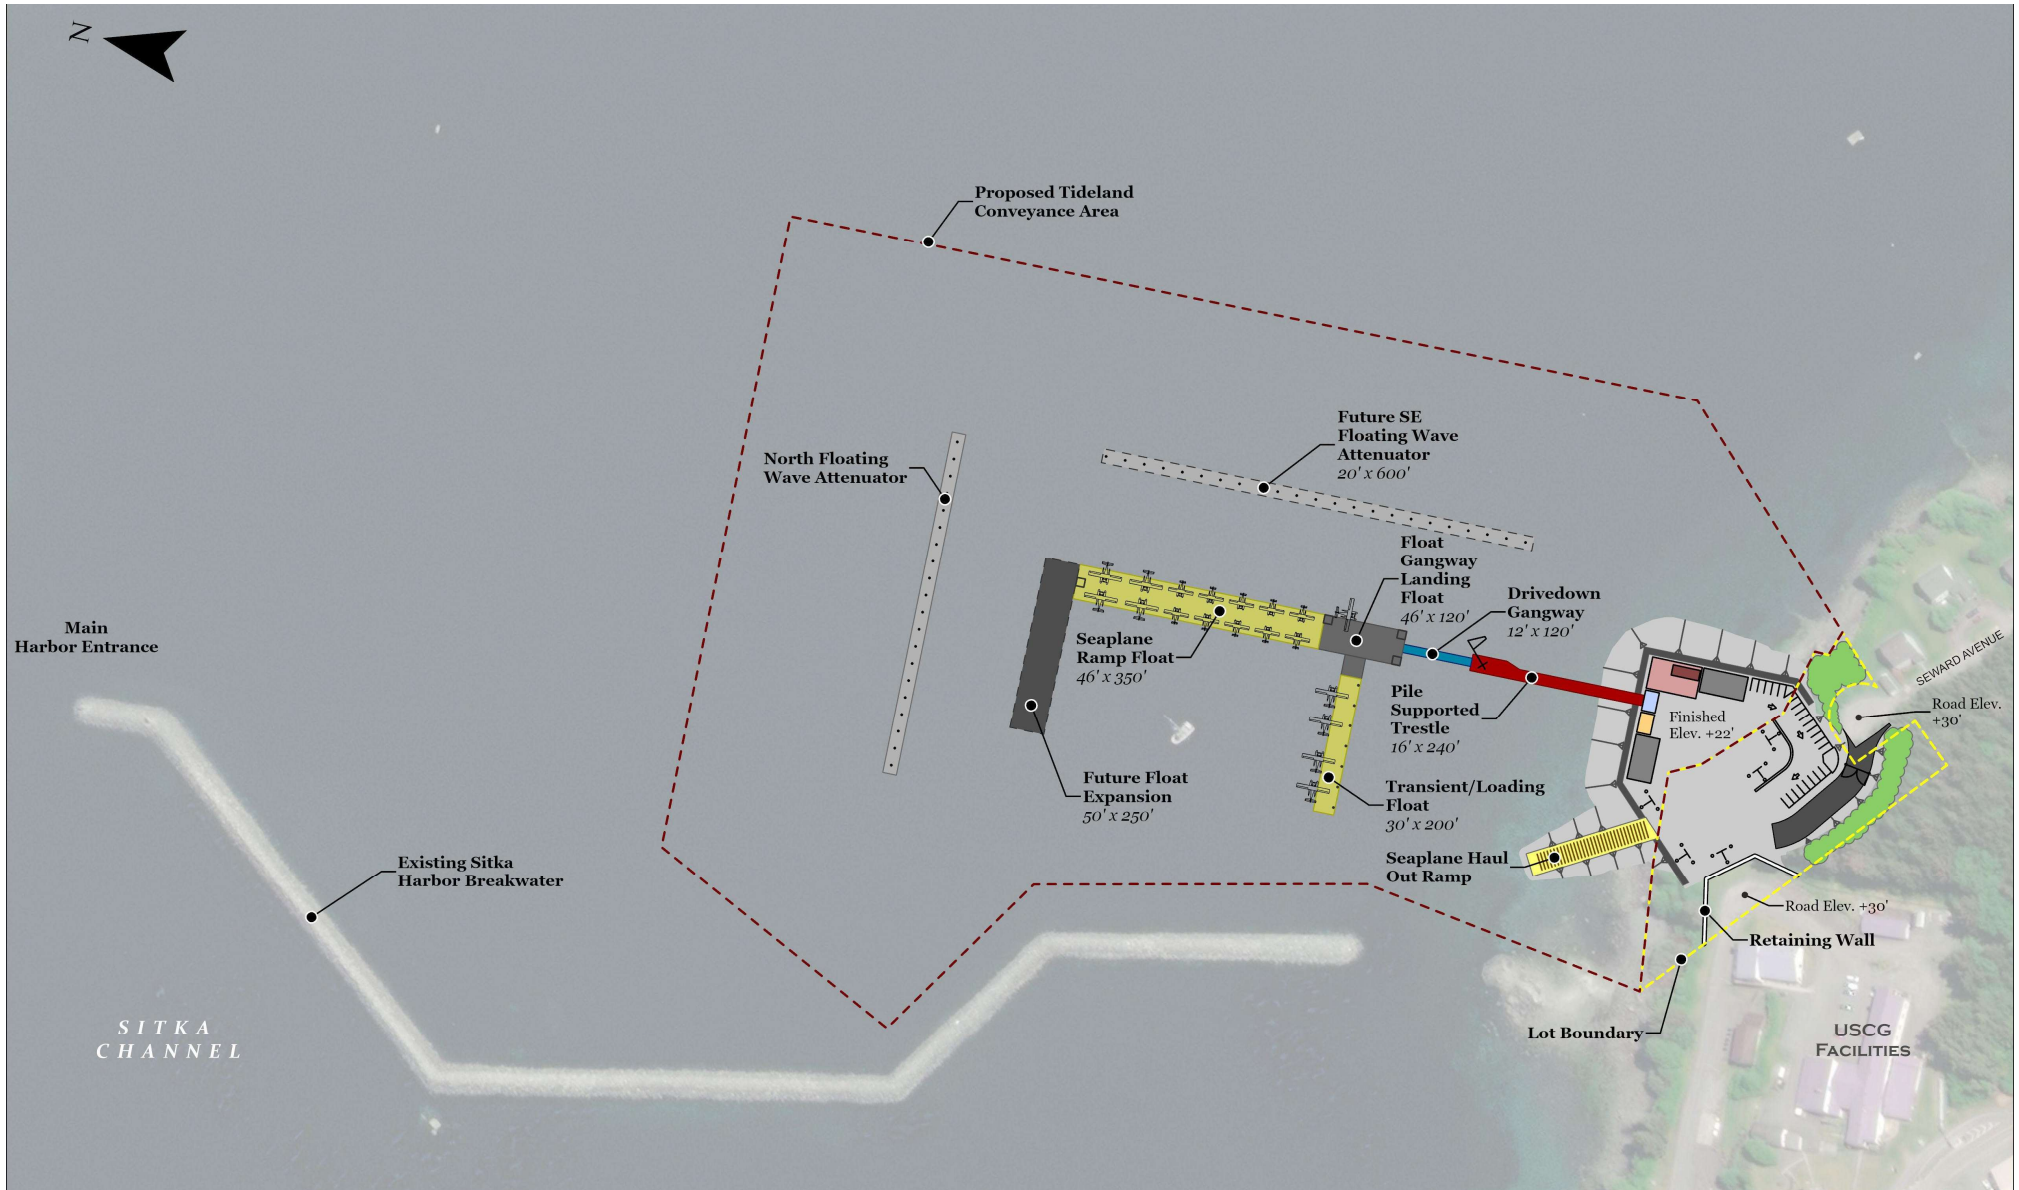 N
Proposed Tideland
Conveyance Area
Future SE
Floating Wave
Attenuator
20' x 600'
North Floating
Wave Attenuator
Float
Gangway
Landing
Float
46' x 120'
Drivedown
Gangway
12' x 120'
Main
Harbor Entrance
Seaplane
Ramp Float
46' x 350'
SEWARD AVENUE
Pile
Supported
Trestle
16' x 240'
Finished
Elev. +22'
Road Elev.
+30'
Future Float
Expansion
50' x 250'
Transient/Loading
Float
30' x 200'
Existing Sitka
Harbor Breakwater
Seaplane Haul
Out Ramp
Road Elev. +30'
Retaining Wall
Lot Boundary
SITKA
CHANNEL
USCG
FACILITIES